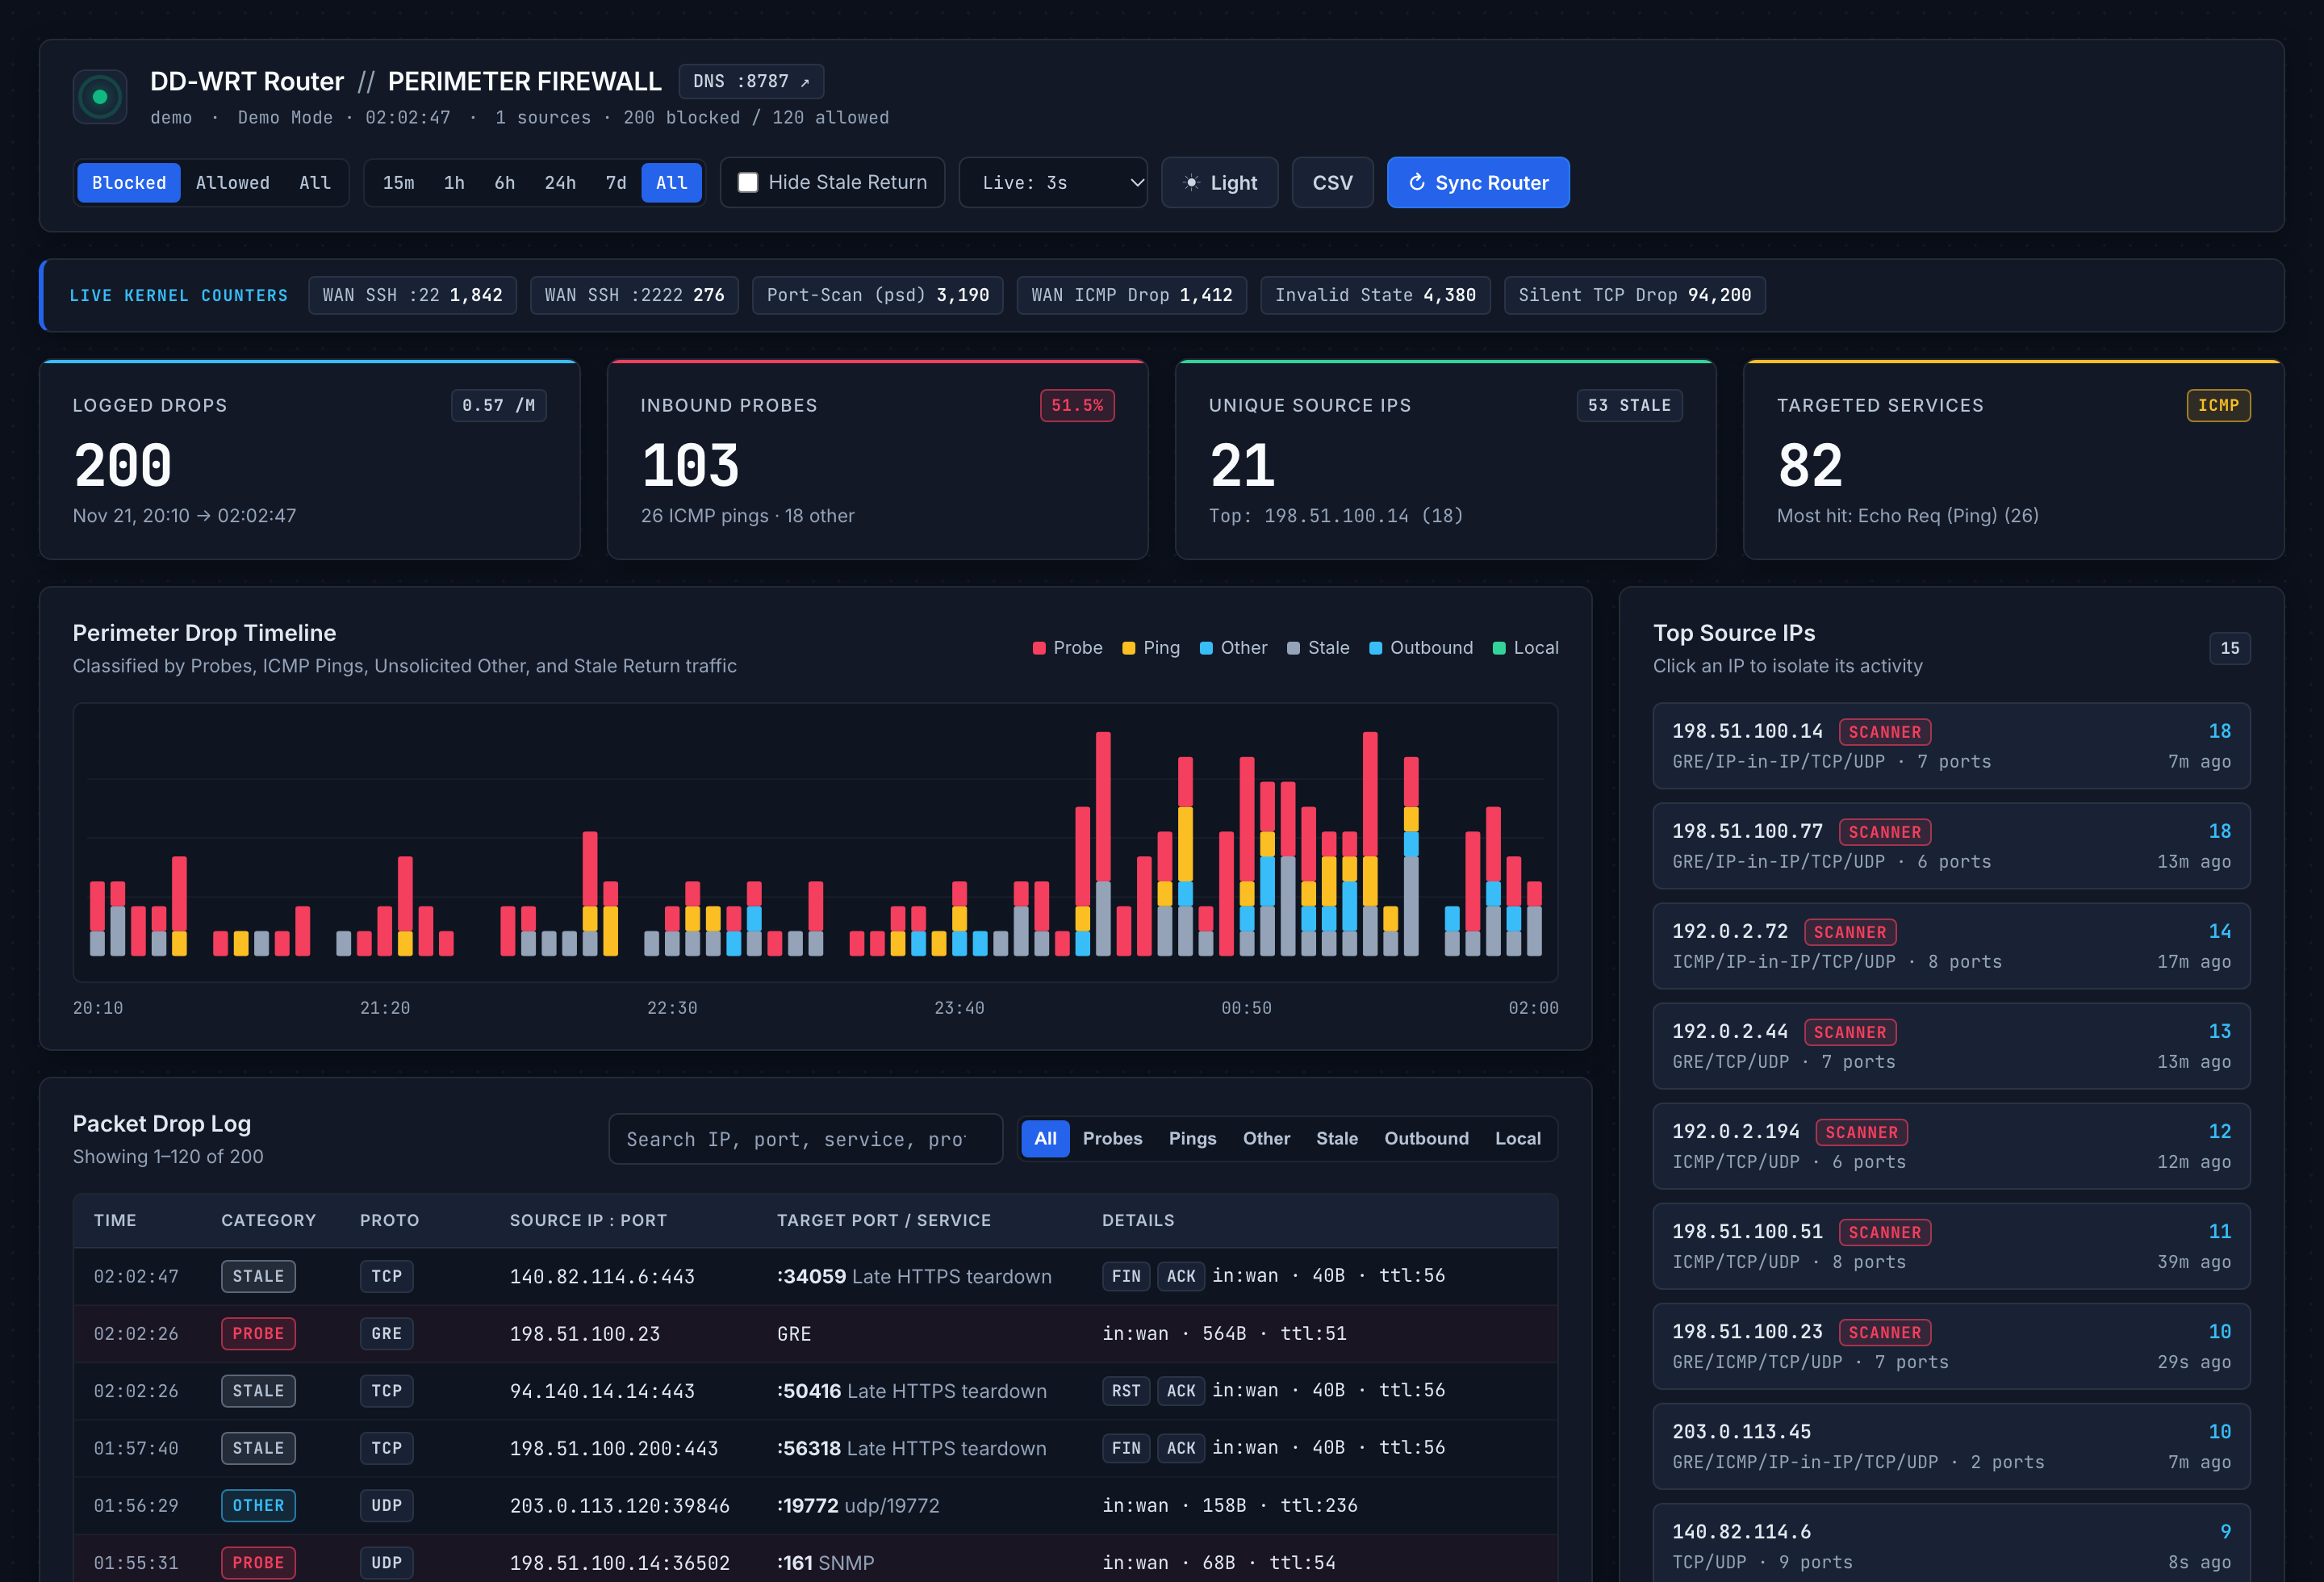 DD-WRT Router // PERIMETER FIREWALL DNS :8787 ↗
demo · Demo Mode · 02:02:47 · 1 sources · 200 blocked / 120 allowed
Blocked Allowed All 15m 1h 6h 24h 7d All Hide Stale Return Live: 3s ☀ Light CSV ↻ Sync Router
LIVE KERNEL COUNTERS WAN SSH :22 1,842 WAN SSH :2222 276 Port-Scan (psd) 3,190 WAN ICMP Drop 1,412 Invalid State 4,380 Silent TCP Drop 94,200
LOGGED DROPS 0.57 /M
200
Nov 21, 20:10 → 02:02:47
INBOUND PROBES 51.5%
103
26 ICMP pings · 18 other
UNIQUE SOURCE IPS 53 STALE
21
Top: 198.51.100.14 (18)
TARGETED SERVICES ICMP
82
Most hit: Echo Req (Ping) (26)
Perimeter Drop Timeline
Classified by Probes, ICMP Pings, Unsolicited Other, and Stale Return traffic
Probe Ping Other Stale Outbound Local
20:10 21:20 22:30 23:40 00:50 02:00
Packet Drop Log
Showing 1–120 of 200
Search IP, port, service, pro
All Probes Pings Other Stale Outbound Local
TIME CATEGORY PROTO SOURCE IP : PORT TARGET PORT / SERVICE DETAILS
02:02:47 STALE TCP 140.82.114.6:443 :34059 Late HTTPS teardown FIN ACK in:wan · 40B · ttl:56
02:02:26 PROBE GRE 198.51.100.23 GRE in:wan · 564B · ttl:51
02:02:26 STALE TCP 94.140.14.14:443 :50416 Late HTTPS teardown RST ACK in:wan · 40B · ttl:56
01:57:40 STALE TCP 198.51.100.200:443 :56318 Late HTTPS teardown FIN ACK in:wan · 40B · ttl:56
01:56:29 OTHER UDP 203.0.113.120:39846 :19772 udp/19772 in:wan · 158B · ttl:236
01:55:31 PROBE UDP 198.51.100.14:36502 :161 SNMP in:wan · 68B · ttl:54
Top Source IPs
Click an IP to isolate its activity
15
198.51.100.14 SCANNER 18
GRE/IP-in-IP/TCP/UDP · 7 ports 7m ago
198.51.100.77 SCANNER 18
GRE/IP-in-IP/TCP/UDP · 6 ports 13m ago
192.0.2.72 SCANNER 14
ICMP/IP-in-IP/TCP/UDP · 8 ports 17m ago
192.0.2.44 SCANNER 13
GRE/TCP/UDP · 7 ports 13m ago
192.0.2.194 SCANNER 12
ICMP/TCP/UDP · 6 ports 12m ago
198.51.100.51 SCANNER 11
ICMP/TCP/UDP · 8 ports 39m ago
198.51.100.23 SCANNER 10
GRE/ICMP/TCP/UDP · 7 ports 29s ago
203.0.113.45 10
GRE/ICMP/IP-in-IP/TCP/UDP · 2 ports 7m ago
140.82.114.6 9
TCP/UDP · 9 ports 8s ago